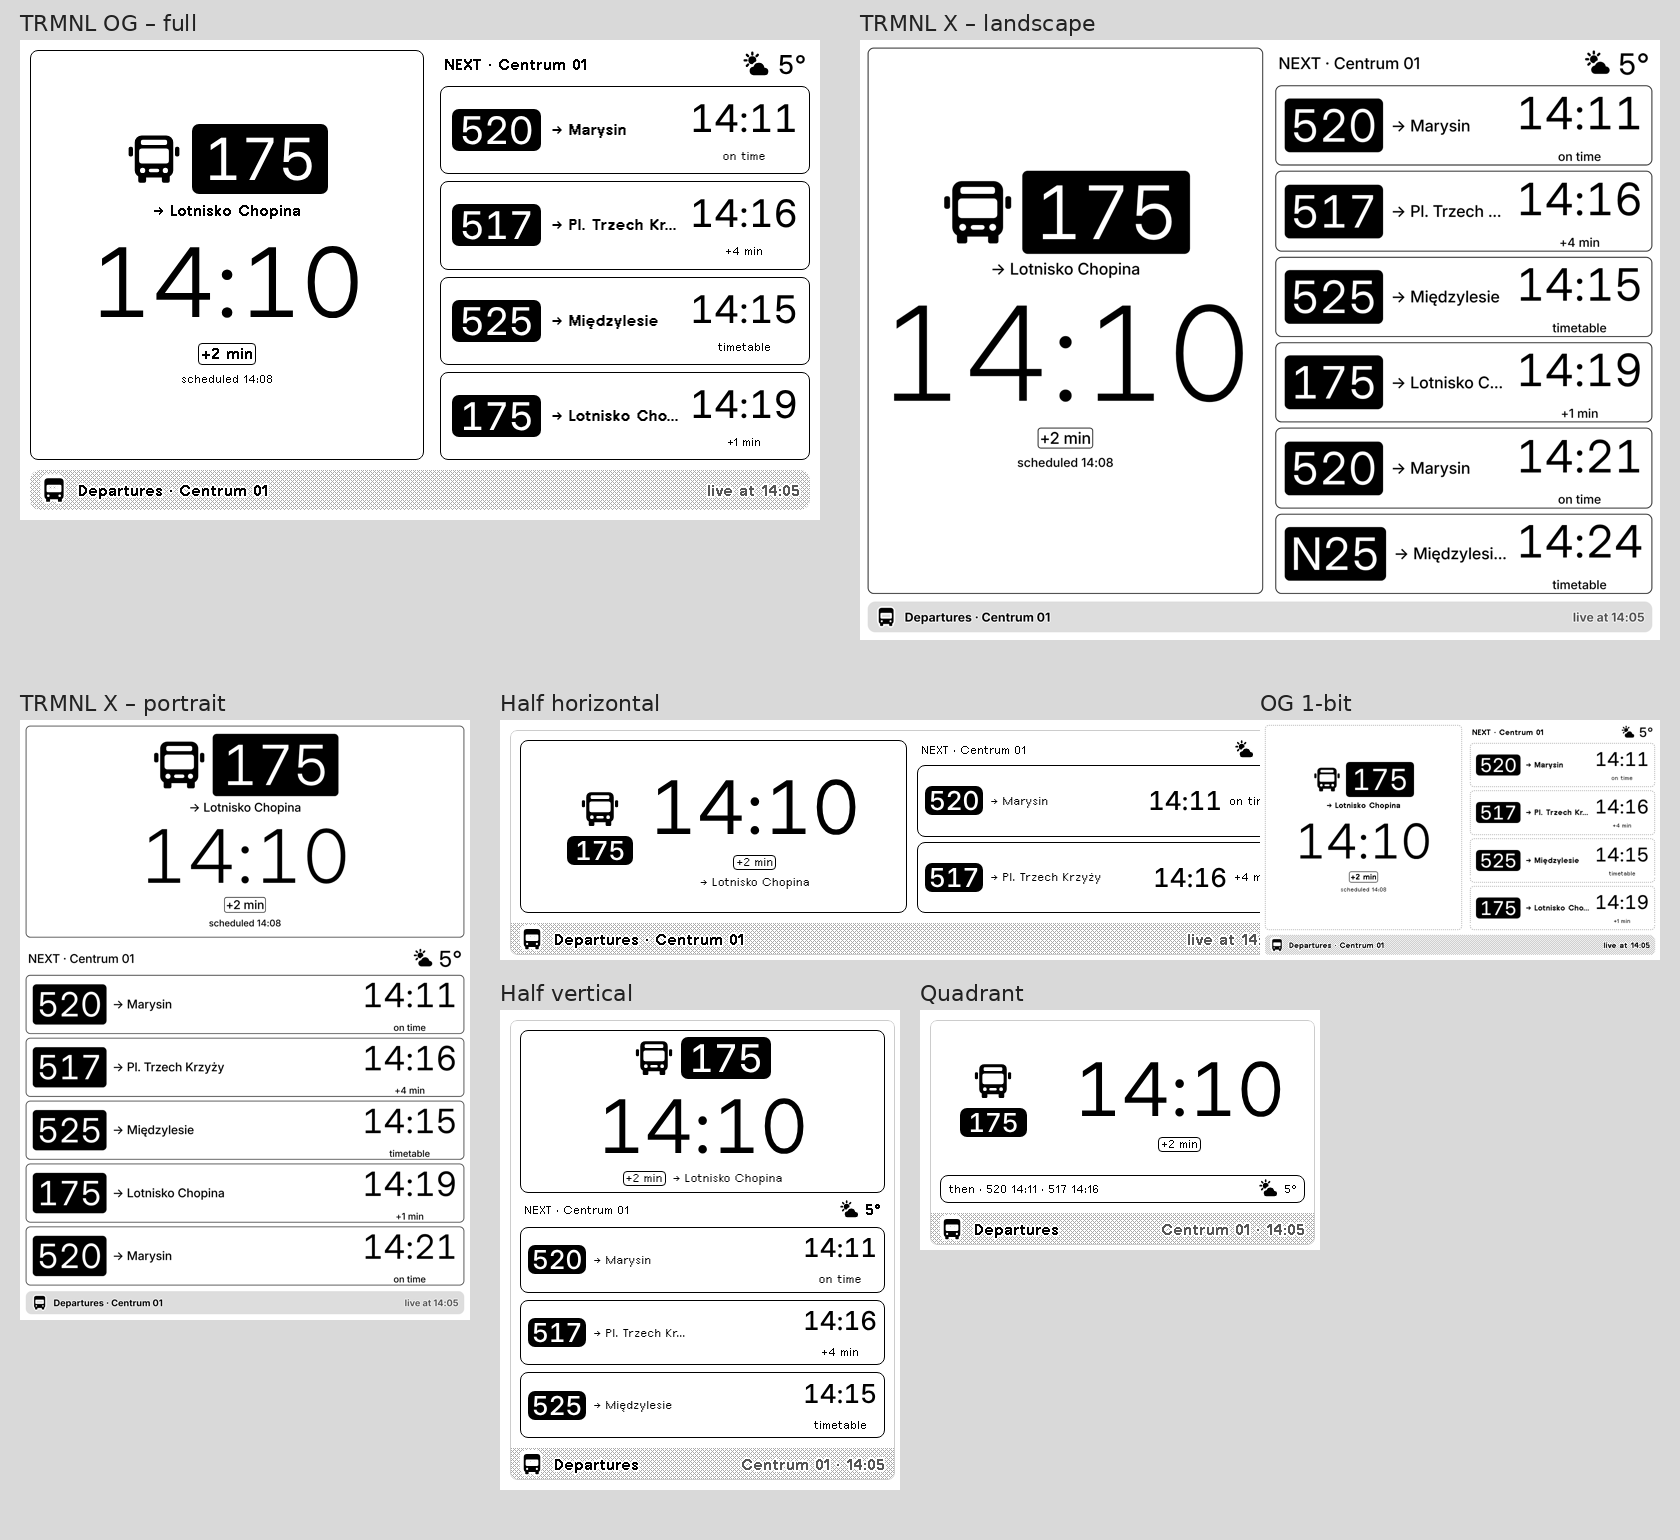 TRMNL OG – full
175
→ Lotnisko Chopina
14:10
+2 min
scheduled 14:08
NEXT · Centrum 01
5°
520 → Marysin 14:11
on time
517 → Pl. Trzech Kr... 14:16
+4 min
525 → Międzylesie 14:15
timetable
175 → Lotnisko Cho... 14:19
+1 min
Departures · Centrum 01 live at 14:05
TRMNL X – landscape
175
→ Lotnisko Chopina
14:10
+2 min
scheduled 14:08
NEXT · Centrum 01
5°
520 → Marysin 14:11
on time
517 → Pl. Trzech ... 14:16
+4 min
525 → Międzylesie 14:15
timetable
175 → Lotnisko C... 14:19
+1 min
520 → Marysin 14:21
on time
N25 → Międzylesi... 14:24
timetable
Departures · Centrum 01 live at 14:05
TRMNL X – portrait
175
→ Lotnisko Chopina
14:10
+2 min
scheduled 14:08
NEXT · Centrum 01
5°
520 → Marysin 14:11
on time
517 → Pl. Trzech Krzyży 14:16
+4 min
525 → Międzylesie 14:15
timetable
175 → Lotnisko Chopina 14:19
+1 min
520 → Marysin 14:21
on time
Departures · Centrum 01 live at 14:05
Half horizontal
175
14:10
+2 min
→ Lotnisko Chopina
NEXT · Centrum 01
520 → Marysin 14:11 on tir
517 → Pl. Trzech Krzyży 14:16 +4 m
Departures · Centrum 01 live at 14:
OG 1-bit
175
→ Lotnisko Chopina
14:10
+2 min
scheduled 14:08
NEXT · Centrum 01
5°
520 → Marysin 14:11
on time
517 → Pl. Trzech Kr... 14:16
+4 min
525 → Międzylesie 14:15
timetable
175 → Lotnisko Cho... 14:19
+1 min
Departures · Centrum 01 live at 14:05
Half vertical
175
14:10
+2 min → Lotnisko Chopina
NEXT · Centrum 01
5°
520 → Marysin 14:11
on time
517 → Pl. Trzech Kr... 14:16
+4 min
525 → Międzylesie 14:15
timetable
Departures Centrum 01 · 14:05
Quadrant
175
14:10
+2 min
then · 520 14:11 · 517 14:16 5°
Departures Centrum 01 · 14:05